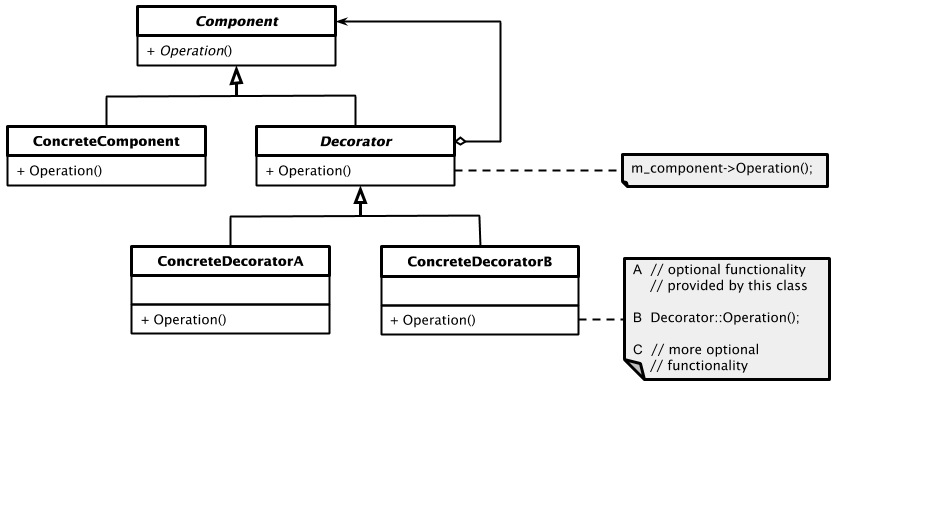 Component
+ Operation()
ConcreteComponent
+ Operation()
Decorator
+ Operation()
m_component->Operation();
ConcreteDecoratorA
+ Operation()
ConcreteDecoratorB
+ Operation()
A // optional functionality
// provided by this class
B Decorator::Operation();
C // more optional
// functionality